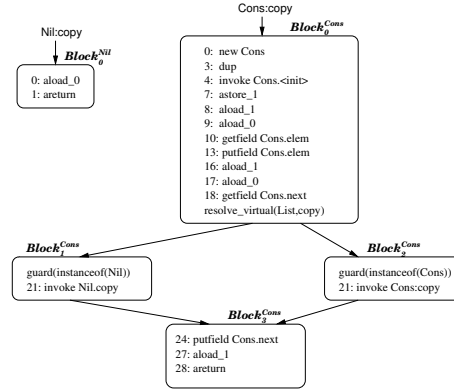 Cons:copy
Block₀^Cons
Nil:copy
Block₀^Nil
0: aload_0
1: areturn
0: new Cons
3: dup
4: invoke Cons.<init>
7: astore_1
8: aload_1
9: aload_0
10: getfield Cons.elem
13: putfield Cons.elem
16: aload_1
17: aload_0
18: getfield Cons.next
resolve_virtual(List,copy)
Block₁^Cons
guard(instanceof(Nil))
21: invoke Nil.copy
Block₂^Cons
guard(instanceof(Cons))
21: invoke Cons:copy
Block₃^Cons
24: putfield Cons.next
27: aload_1
28: areturn